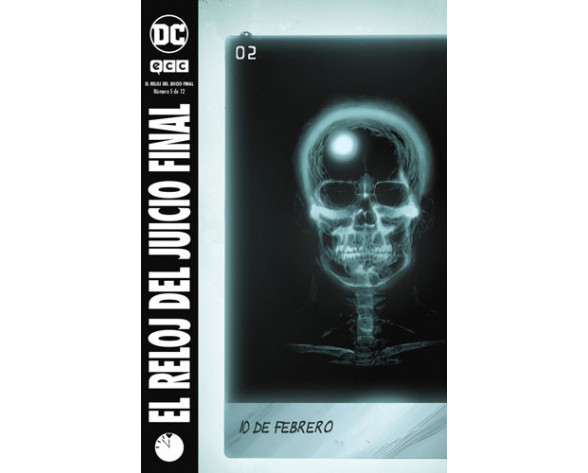 DC
ecc
EL RELOJ DEL JUICIO FINAL
Número 5 de 12
EL RELOJ DEL JUICIO FINAL
02
10 DE FEBRERO